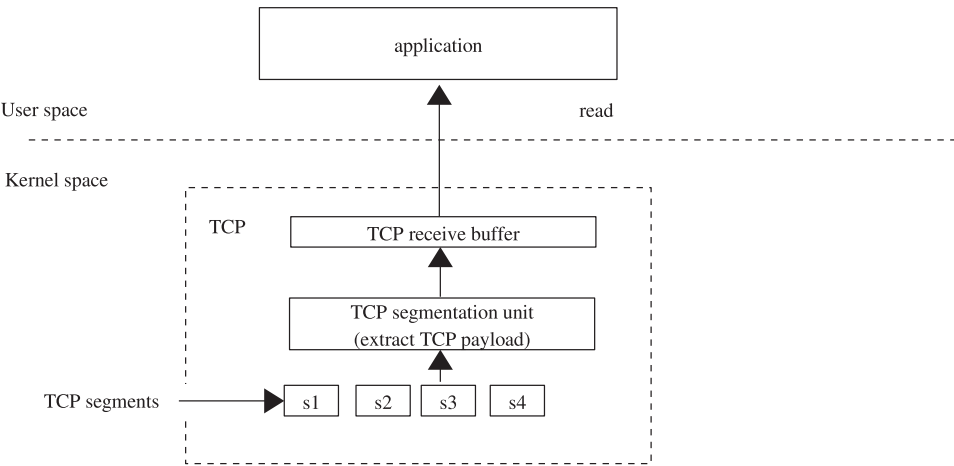 application
User space
read
Kernel space
TCP
TCP receive buffer
TCP segmentation unit
(extract TCP payload)
TCP segments
s1
s2
s3
s4